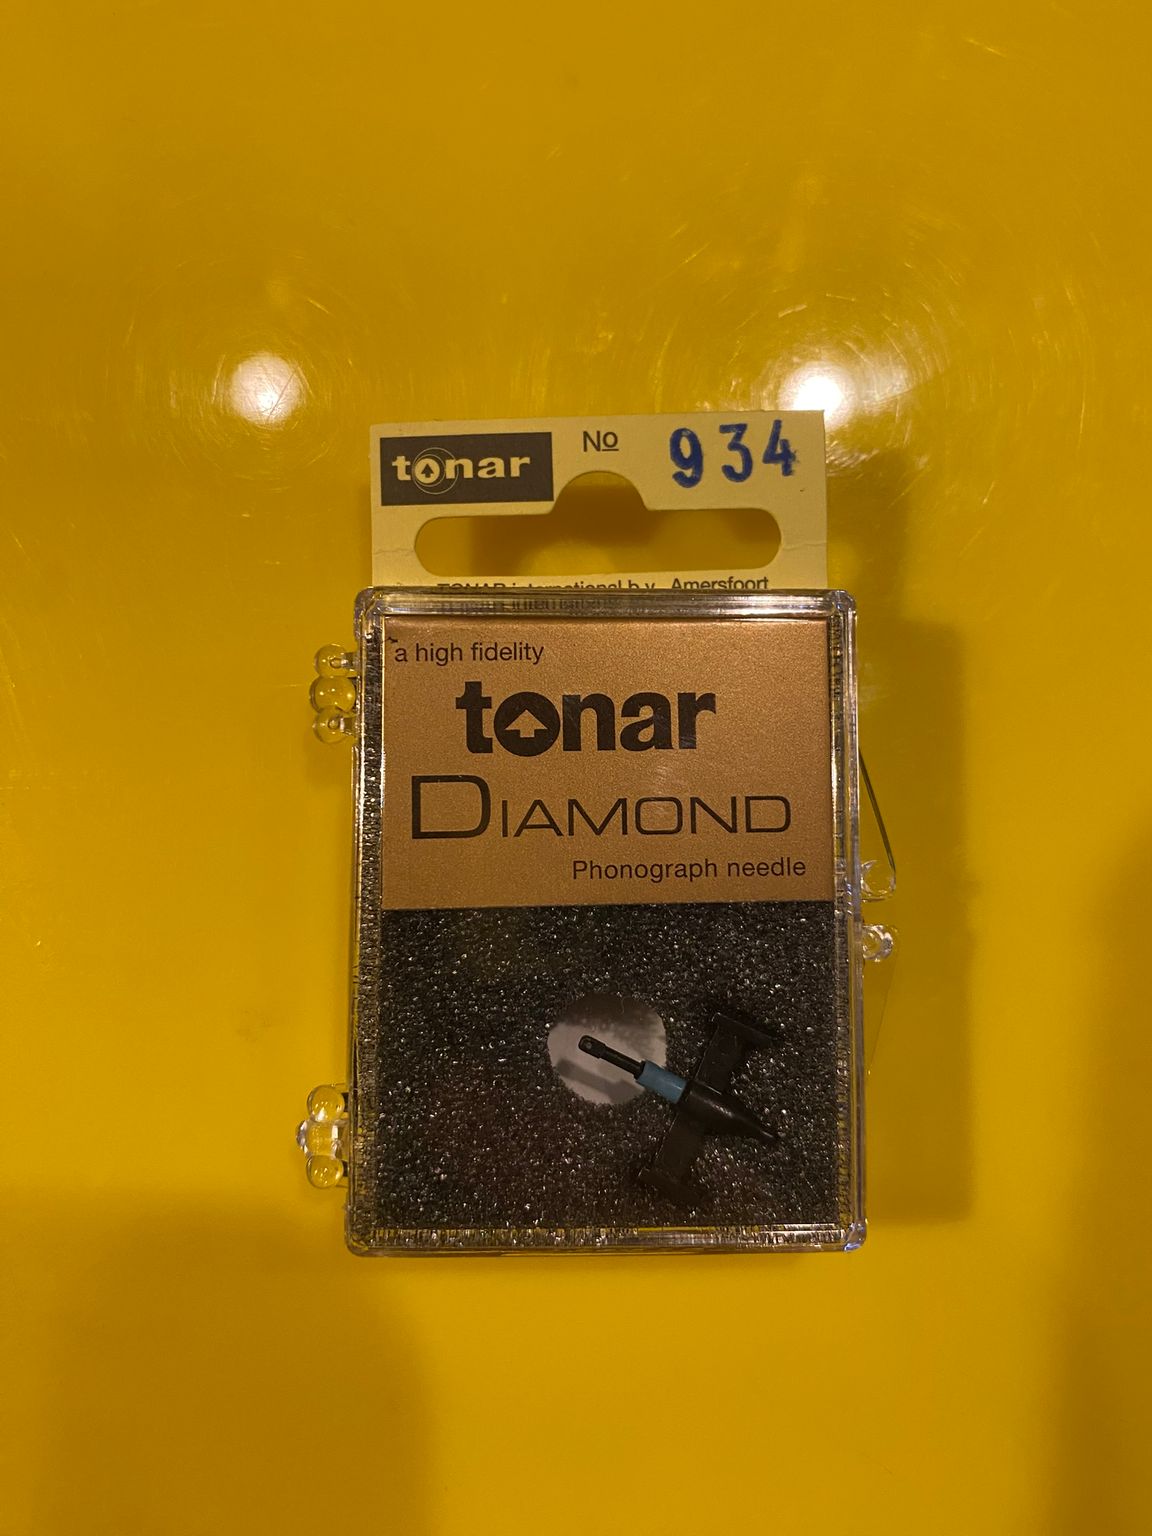 tonar No 934
TONAR international b.v. Amersfoort
a high fidelity
tonar
DIAMOND
Phonograph needle